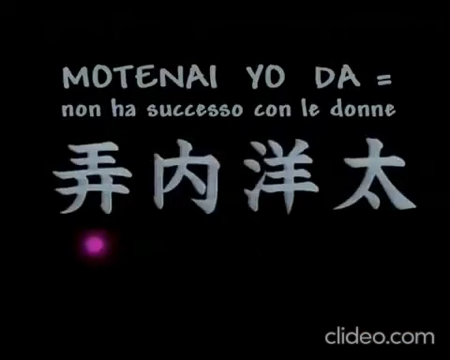 MOTENAI YO DA =
non ha successo con le donne
弄内洋太
clideo.com